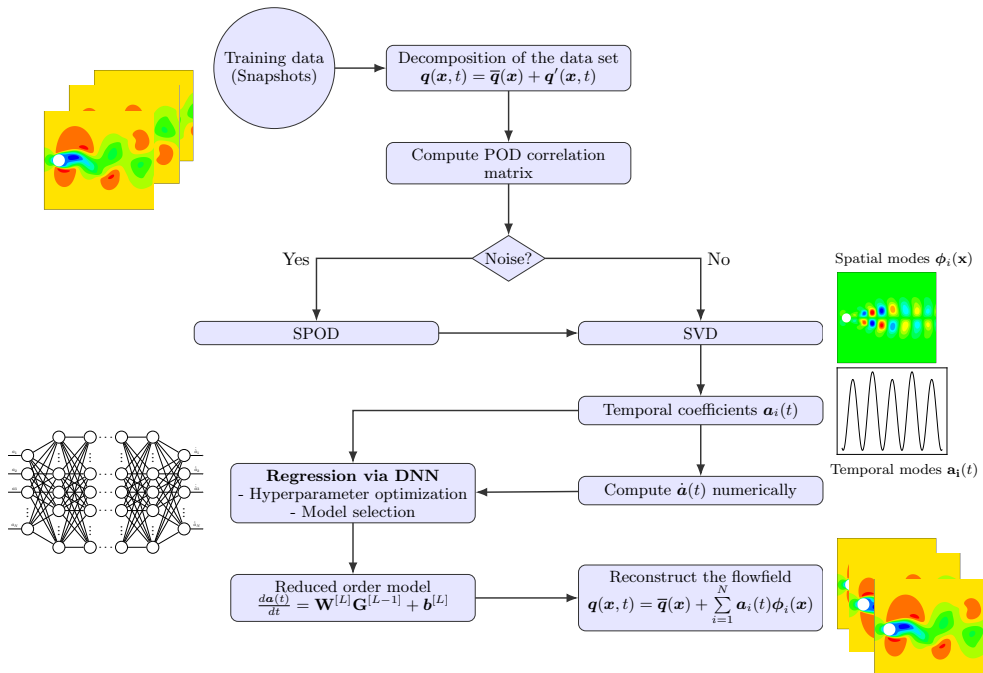 Training data
(Snapshots)
Decomposition of the data set
q(x, t) = q̅(x) + q′(x, t)
Compute POD correlation
matrix
Noise?
Yes
No
SPOD
SVD
Spatial modes ϕᵢ(x)
Temporal coefficients aᵢ(t)
Temporal modes aᵢ(t)
Regression via DNN
- Hyperparameter optimization
- Model selection
Compute ȧ(t) numerically
Reduced order model
da(t)/dt = W^[L]G^[L−1] + b^[L]
Reconstruct the flowfield
q(x, t) = q̅(x) + ∑_{i=1}^{N} aᵢ(t)ϕᵢ(x)